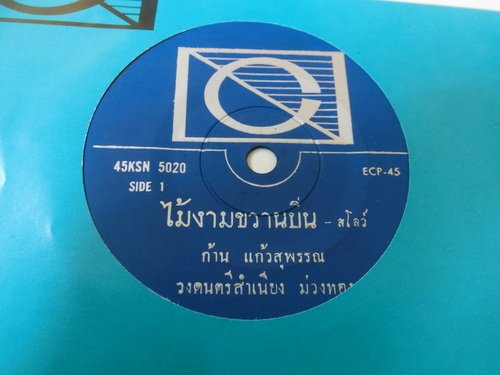 45KSN 5020
SIDE 1
ECP-45
ไม้งามขวานบิ่น - สโลว์
ก้าน แก้วสุพรรณ
วงดนตรีสำเนียง ม่วงทอง